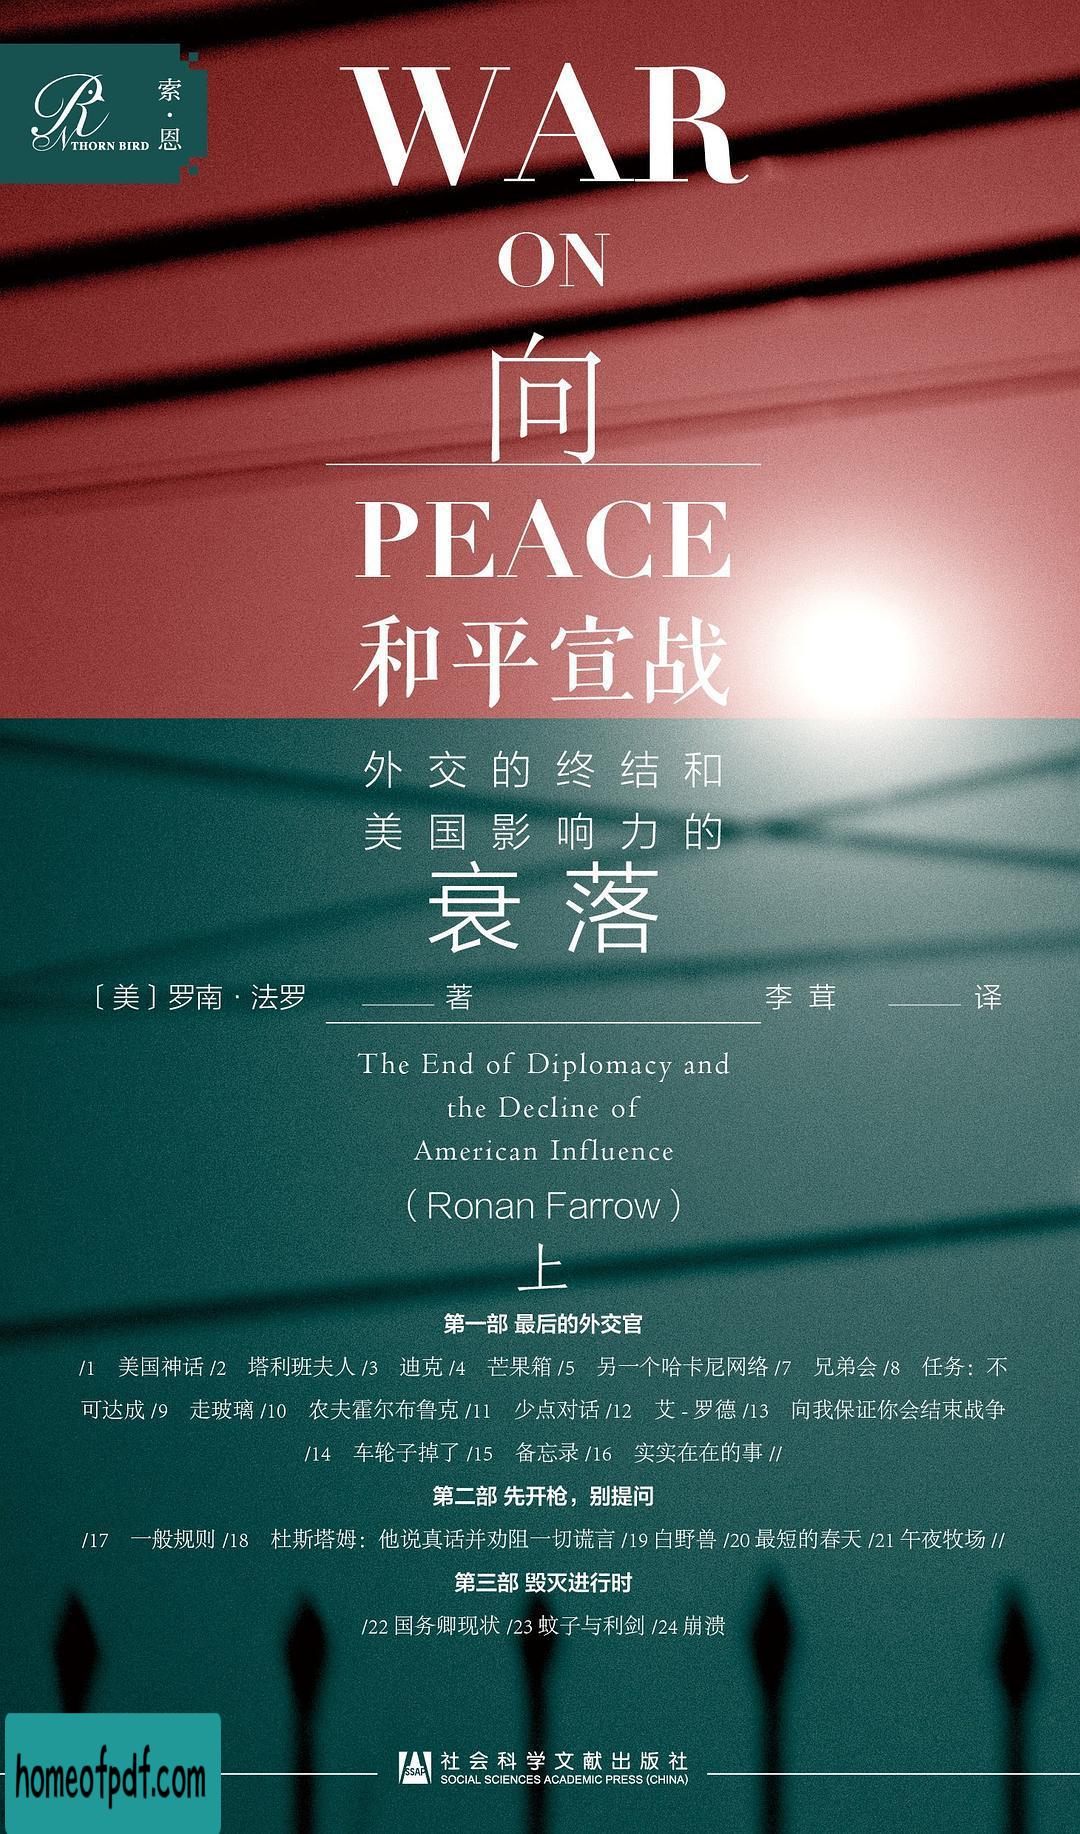 THORN BIRD
索·恩
WAR
ON
向
PEACE
和平宣战
外交的终结和
美国影响力的
衰落
〔美〕罗南·法罗 著 李茸 译
The End of Diplomacy and
the Decline of
American Influence
（Ronan Farrow）
上
第一部 最后的外交官
/1 美国神话 /2 塔利班夫人 /3 迪克 /4 芒果箱 /5 另一个哈卡尼网络 /7 兄弟会 /8 任务：不
可达成 /9 走玻璃 /10 农夫霍尔布鲁克 /11 少点对话 /12 艾 - 罗德 /13 向我保证你会结束战争
/14 车轮子掉了 /15 备忘录 /16 实实在在的事 //
第二部 先开枪，别提问
/17 一般规则 /18 杜斯塔姆：他说真话并劝阻一切谎言 /19 白野兽 /20 最短的春天 /21 午夜牧场 //
第三部 毁灭进行时
/22 国务卿现状 /23 蚊子与利剑 /24 崩溃
SSAP
社会科学文献出版社
SOCIAL SCIENCES ACADEMIC PRESS (CHINA)
homeofpdf.com